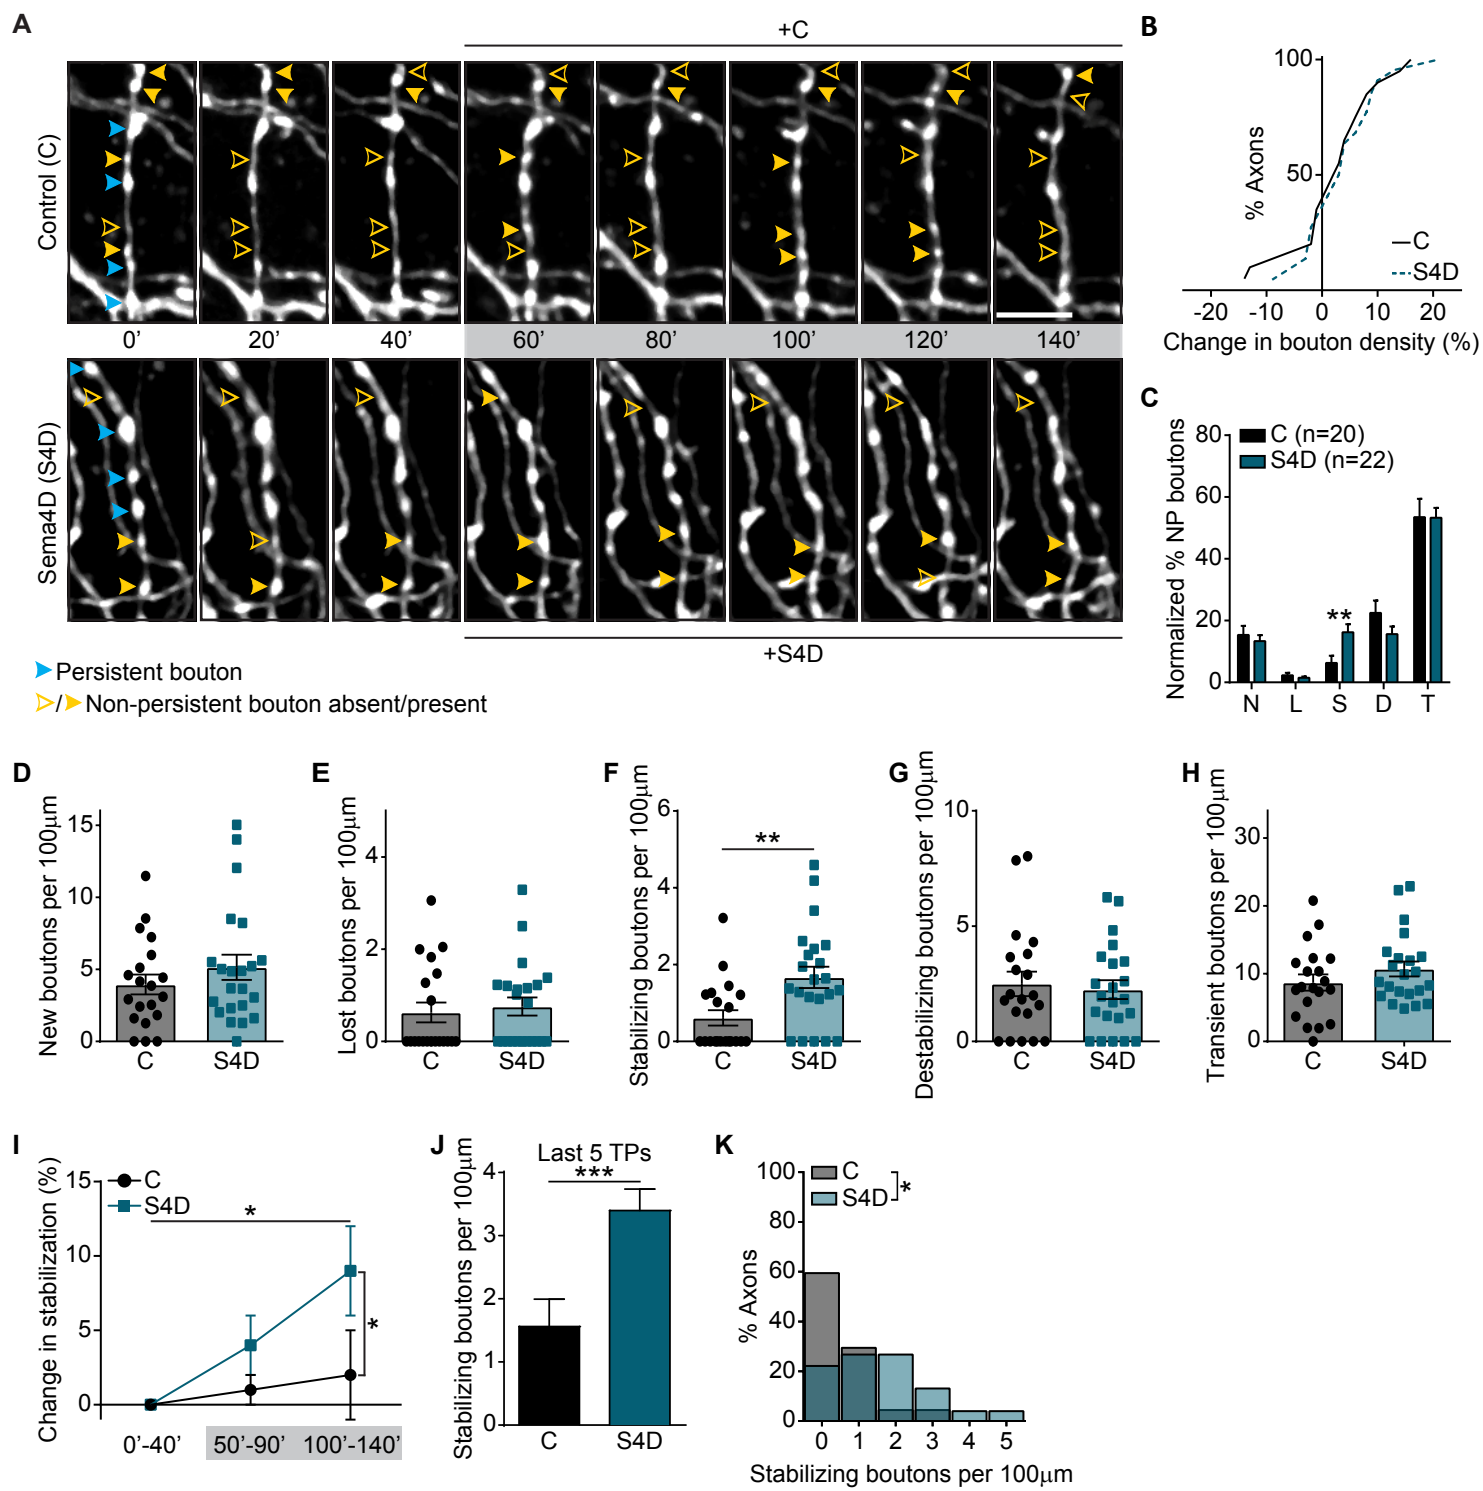 A
+C
Control (C)
0’ 20’ 40’ 60’ 80’ 100’ 120’ 140’
Sema4D (S4D)
+S4D
Persistent bouton
/ Non-persistent bouton absent/present
B
% Axons
100
50
C
S4D
-20 -10 0 10 20
Change in bouton density (%)
C
Normalized % NP boutons
80
60
40
20
0
C (n=20)
S4D (n=22)
**
N L S D T
D
New boutons per 100μm
15
10
5
0
C S4D
E
Lost boutons per 100μm
4
2
0
C S4D
F
Stabilizing boutons per 100μm
6
4
2
0
**
C S4D
G
Destabilizing boutons per 100μm
10
5
0
C S4D
H
Transient boutons per 100μm
30
20
10
0
C S4D
I
Change in stabilization (%)
15
10
5
0
C
S4D
*
*
0’-40’ 50’-90’ 100’-140’
J
Stabilizing boutons per 100μm
Last 5 TPs
***
4
3
2
1
0
C S4D
K
% Axons
100
80
60
40
20
0
C
S4D
*
0 1 2 3 4 5
Stabilizing boutons per 100μm